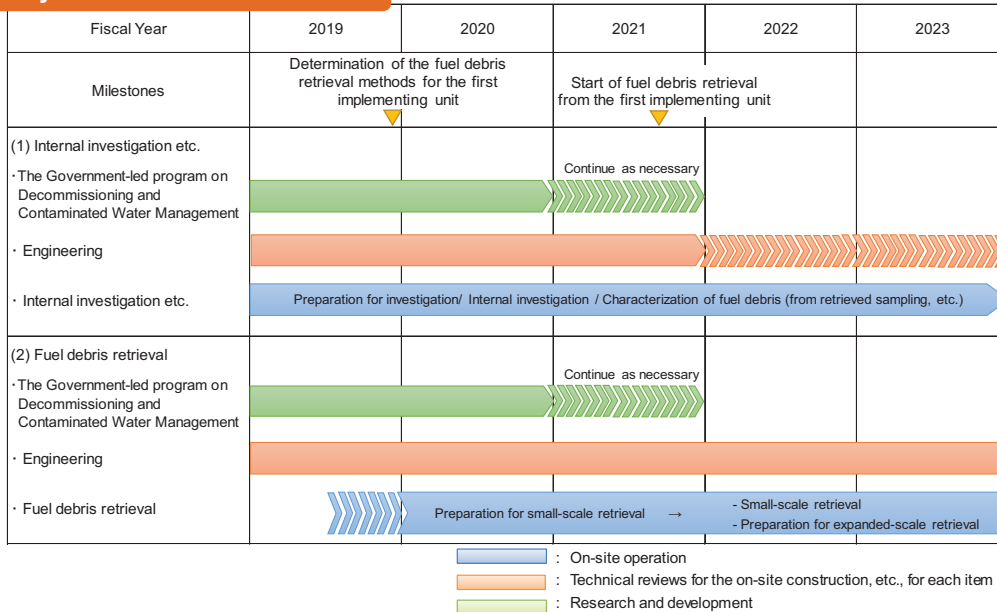 Fiscal Year 2019 2020 2021 2022 2023
Milestones
Determination of the fuel debris
retrieval methods for the first
implementing unit
Start of fuel debris retrieval
from the first implementing unit
(1) Internal investigation etc.
・The Government-led program on
Decommissioning and
Contaminated Water Management
Continue as necessary
・ Engineering
・ Internal investigation etc.
Preparation for investigation/ Internal investigation / Characterization of fuel debris (from retrieved sampling, etc.)
(2) Fuel debris retrieval
・The Government-led program on
Decommissioning and
Contaminated Water Management
Continue as necessary
・ Engineering
・ Fuel debris retrieval
Preparation for small-scale retrieval →
- Small-scale retrieval
- Preparation for expanded-scale retrieval
: On-site operation
: Technical reviews for the on-site construction, etc., for each item
: Research and development